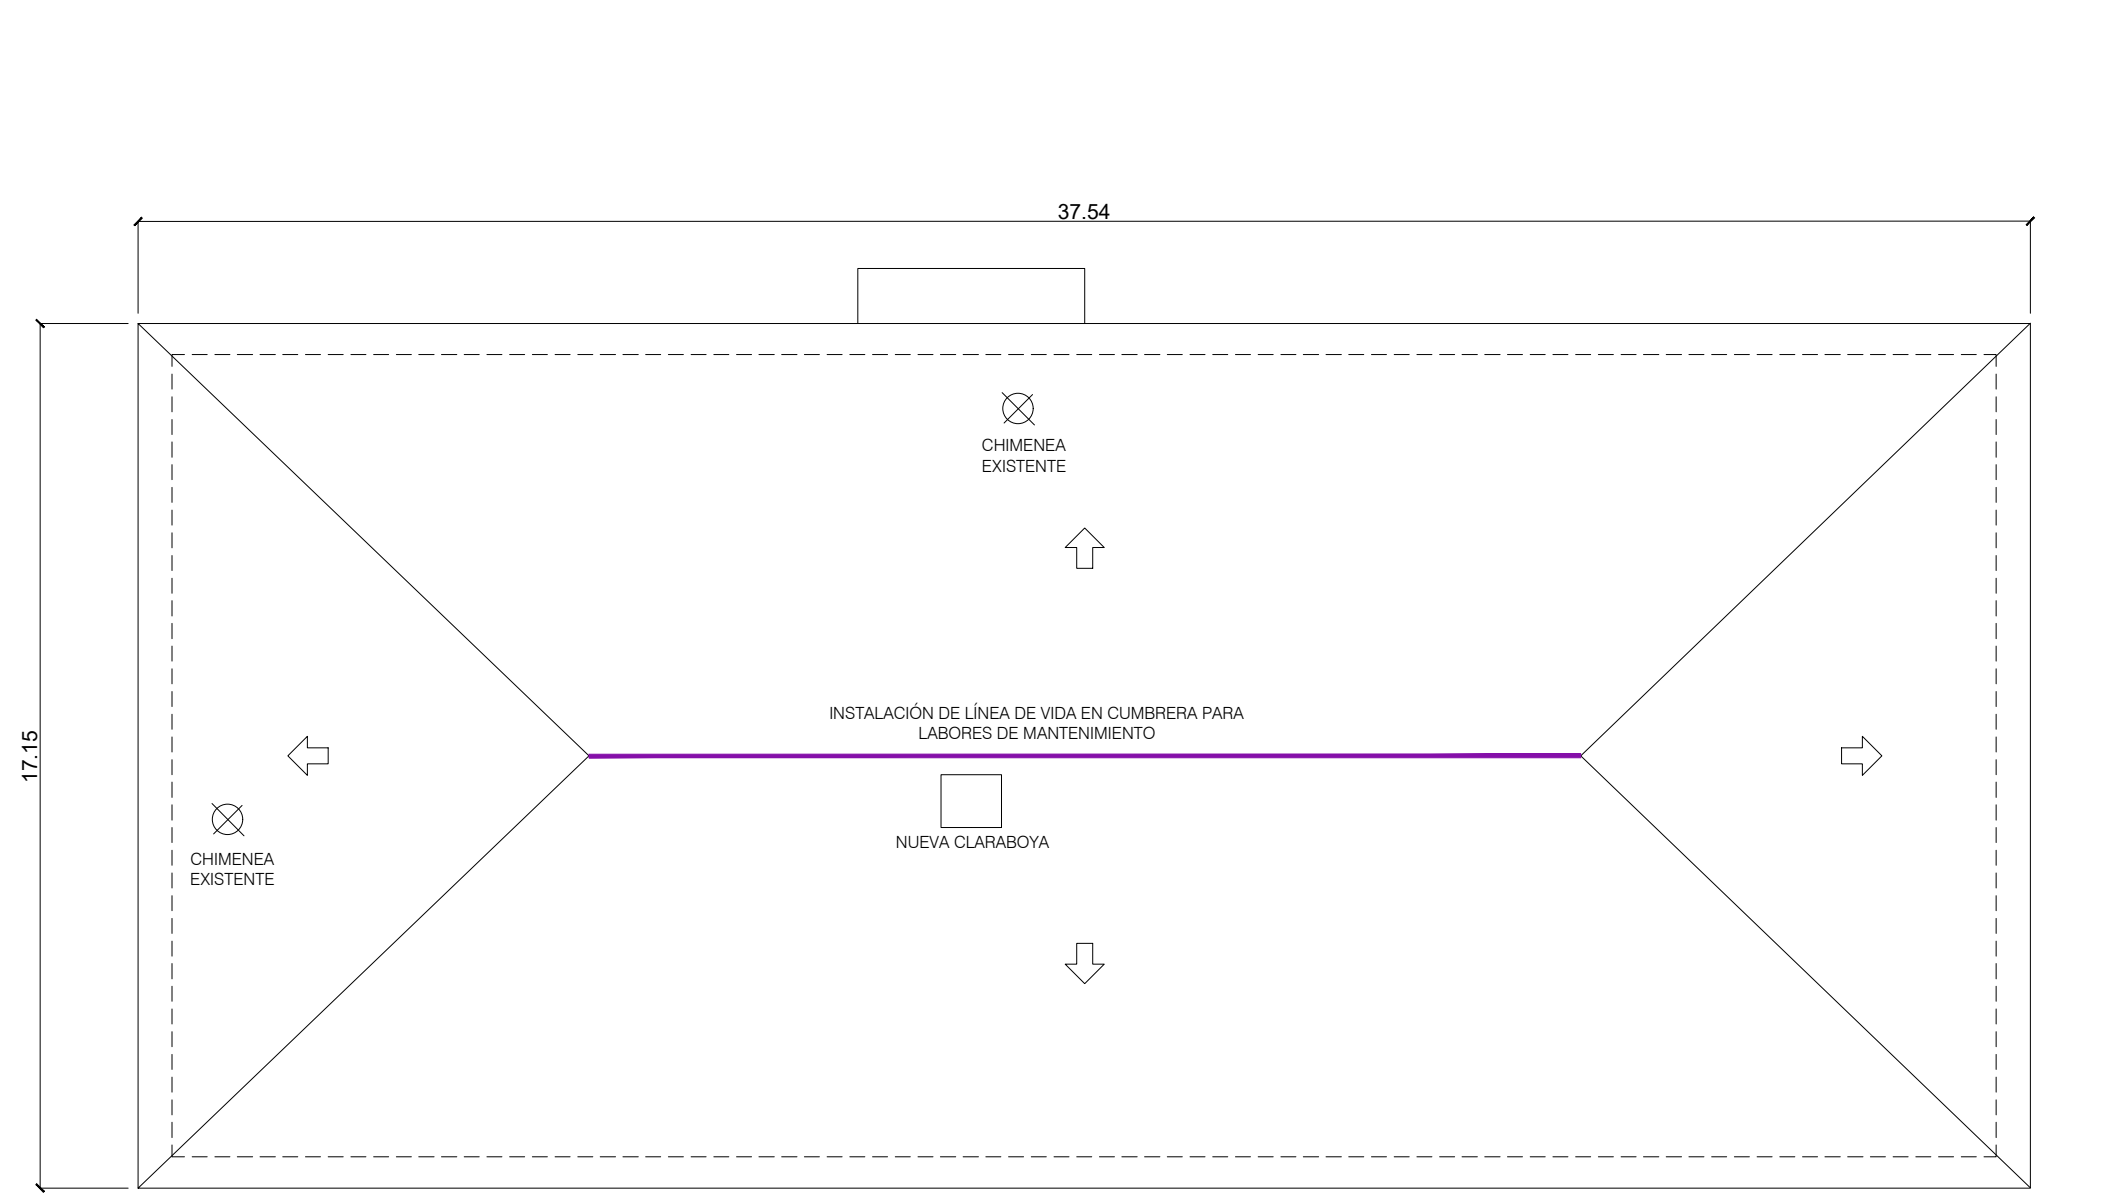 37.54
CHIMENEA
EXISTENTE
INSTALACIÓN DE LÍNEA DE VIDA EN CUMBRERA PARA
LABORES DE MANTENIMIENTO
17.15
NUEVA CLARABOYA
CHIMENEA
EXISTENTE